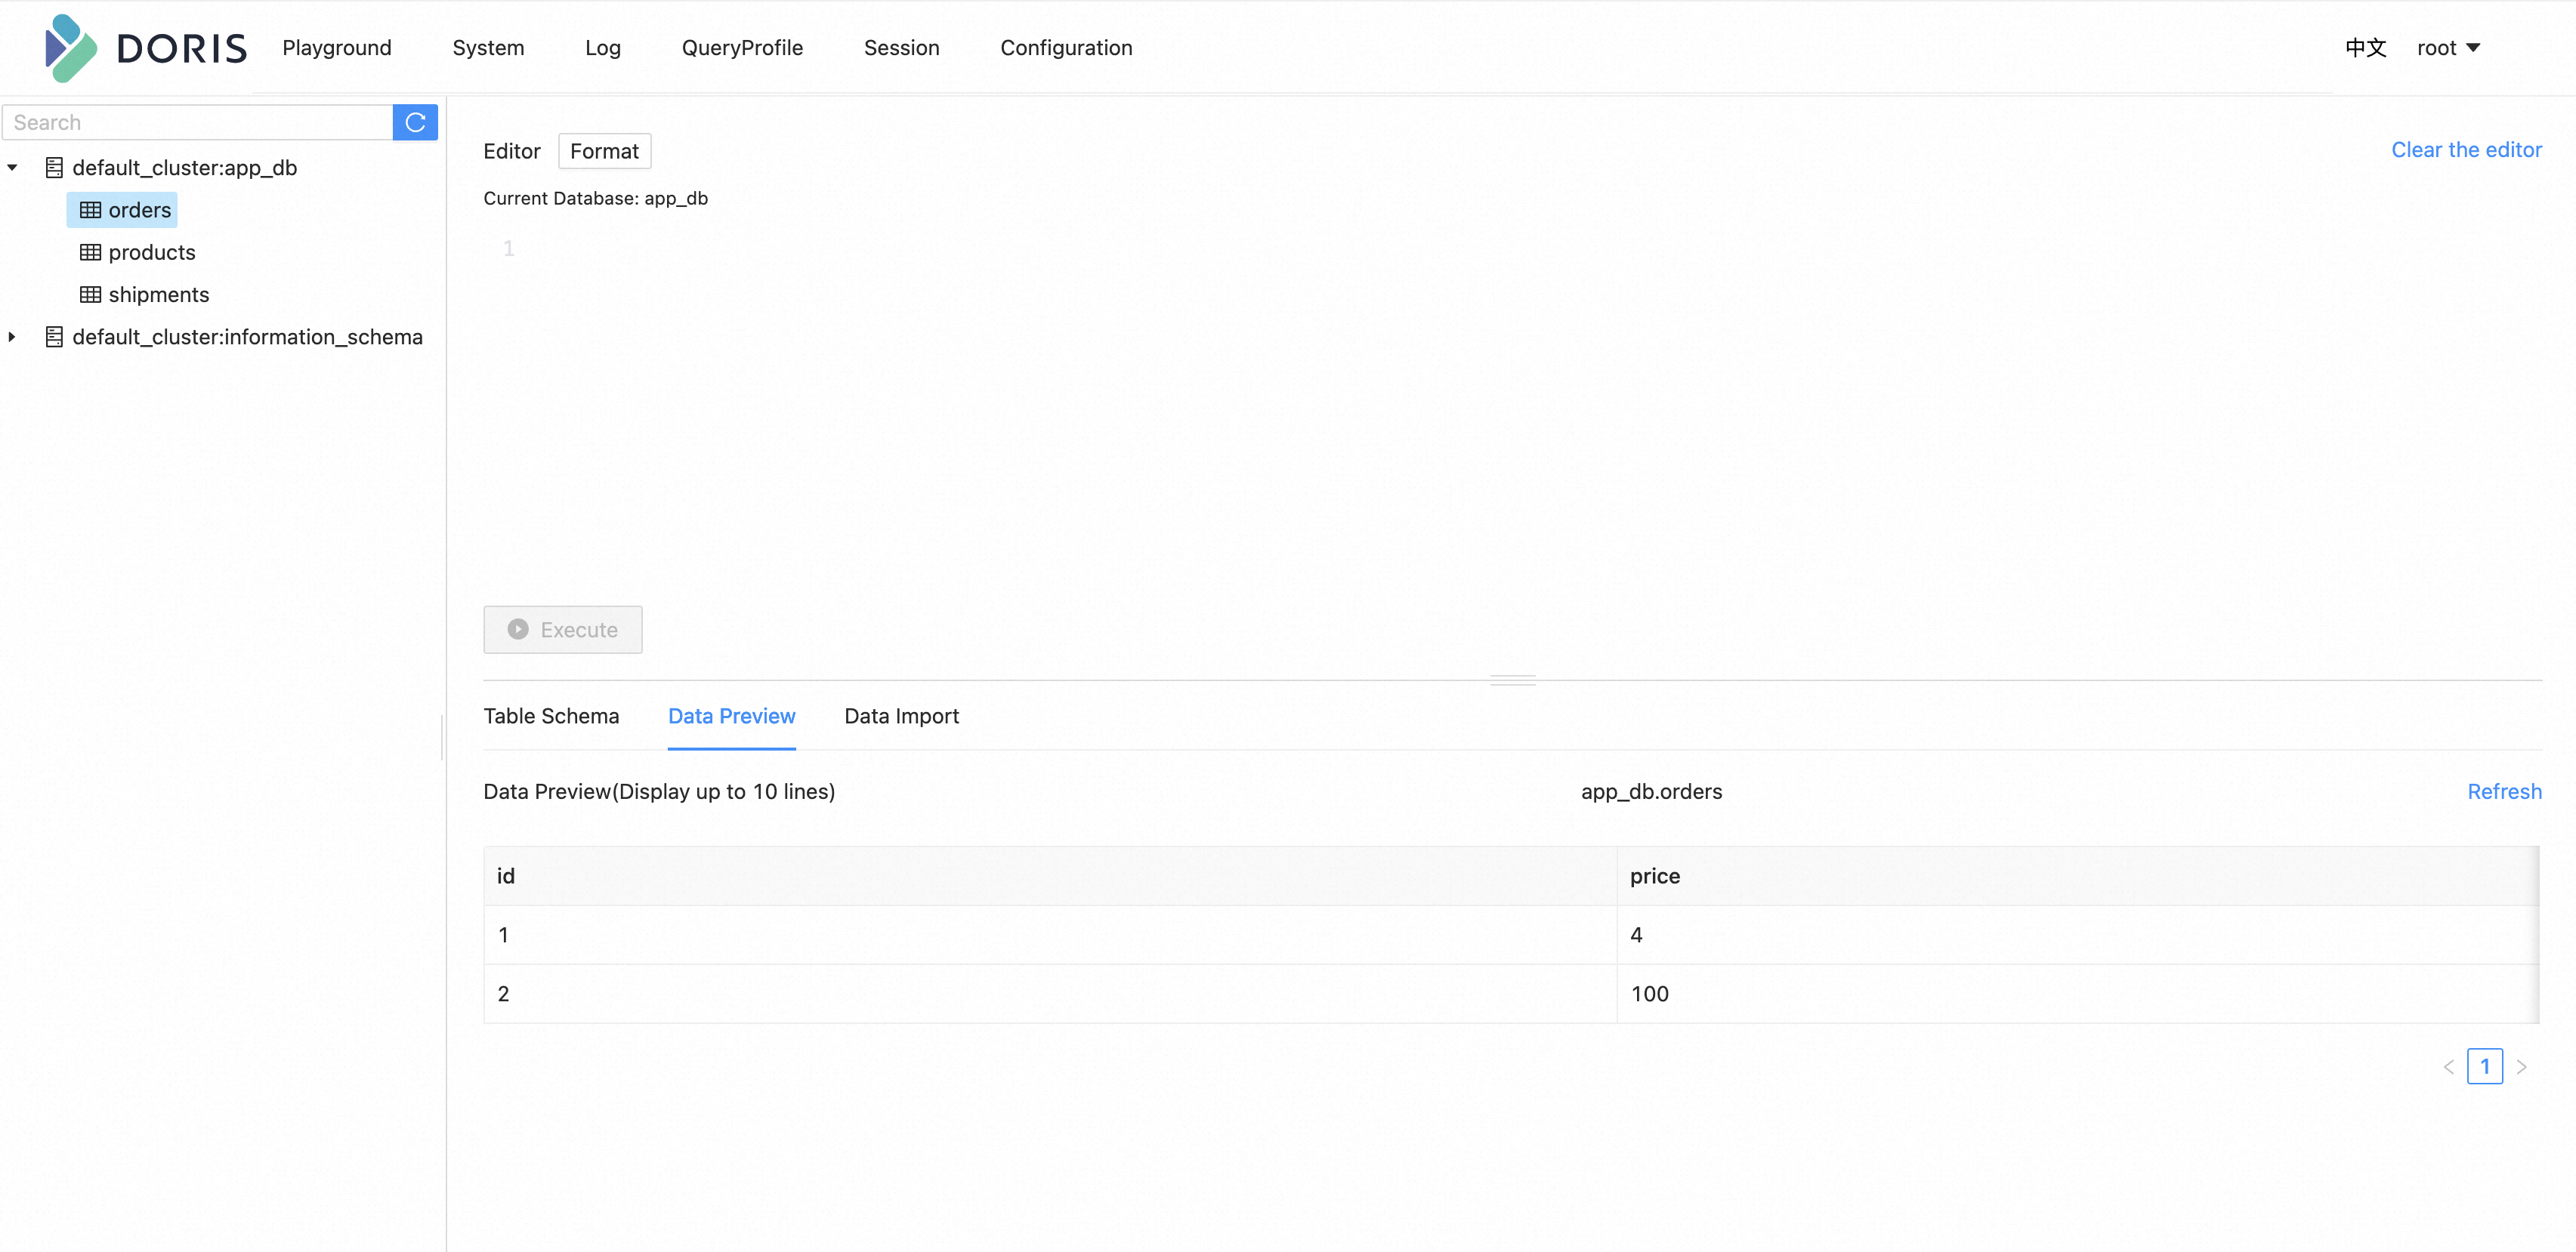 DORIS Playground System Log QueryProfile Session Configuration 中文 root
Search
default_cluster:app_db
orders
products
shipments
default_cluster:information_schema
Editor Format Clear the editor
Current Database: app_db
1
Execute
Table Schema Data Preview Data Import
Data Preview(Display up to 10 lines) app_db.orders Refresh
id price
1 4
2 100
< 1 >